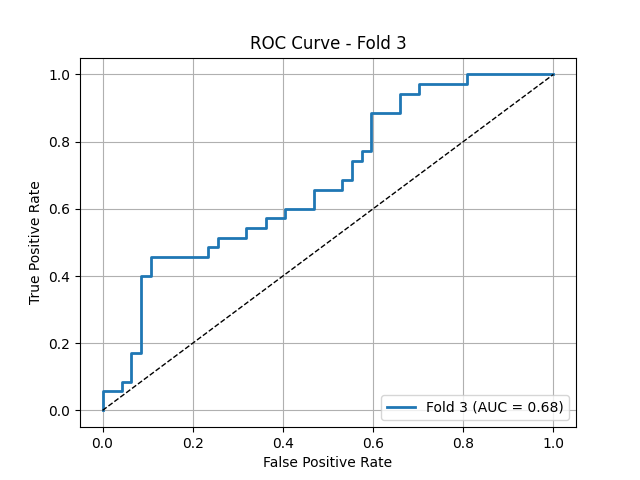 ROC Curve - Fold 3
True Positive Rate
1.0
0.8
0.6
0.4
0.2
0.0
Fold 3 (AUC = 0.68)
0.0 0.2 0.4 0.6 0.8 1.0
False Positive Rate